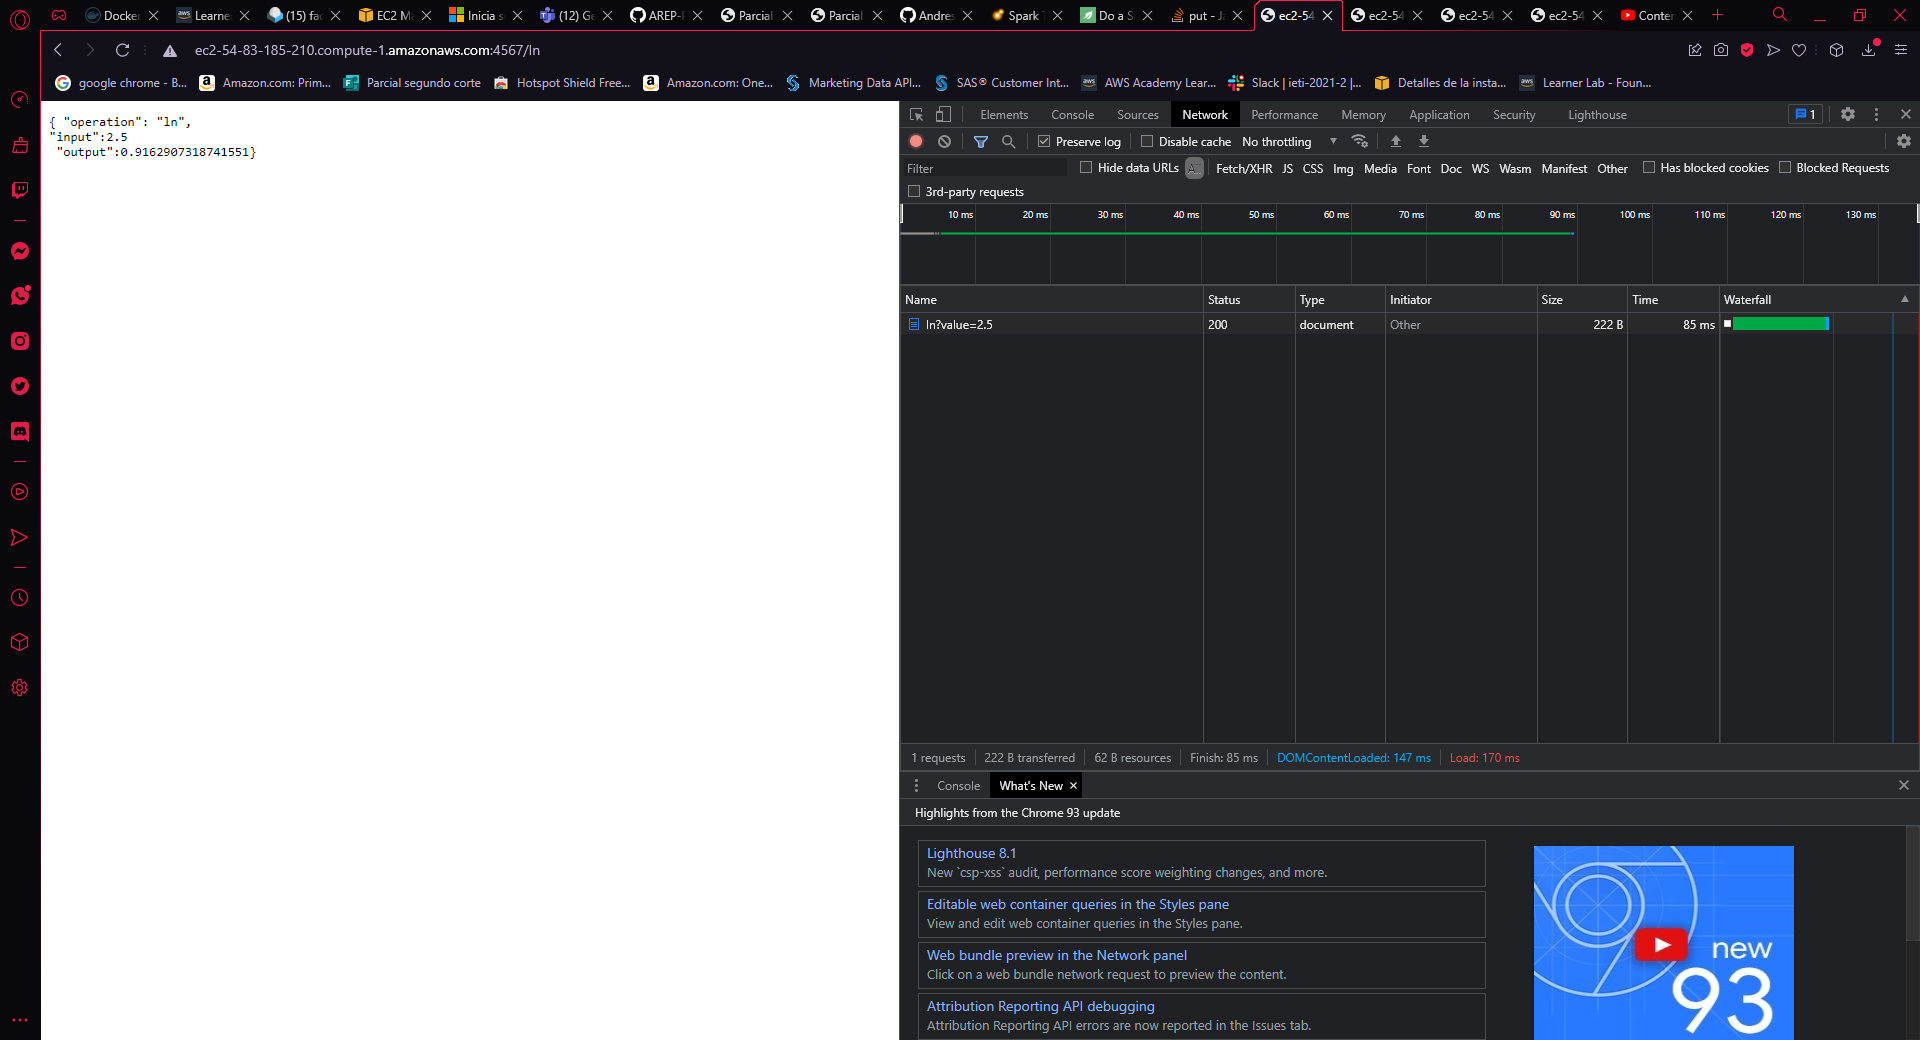 Docke
Learne
(15) fac
EC2 Ma
Inicia se
(12) Ge
AREP-
Parcial
Parcial
Andres
Spark
Do a S
put - Ja
ec2-54
ec2-54
ec2-54
ec2-54
Conter
ec2-54-83-185-210.compute-1.amazonaws.com:4567/ln
google chrome - B...
Amazon.com: Prim...
Parcial segundo corte
Hotspot Shield Free...
Amazon.com: One...
Marketing Data API...
SAS® Customer Int...
AWS Academy Lear...
Slack | ieti-2021-2 |...
Detalles de la insta...
Learner Lab - Foun...
{ "operation": "ln",
"input":2.5
"output":0.9162907318741551}
Elements Console Sources Network Performance Memory Application Security Lighthouse 1
Preserve log Disable cache No throttling
Filter Hide data URLs Fetch/XHR JS CSS Img Media Font Doc WS Wasm Manifest Other Has blocked cookies Blocked Requests
3rd-party requests
10 ms 20 ms 30 ms 40 ms 50 ms 60 ms 70 ms 80 ms 90 ms 100 ms 110 ms 120 ms 130 ms
Name Status Type Initiator Size Time Waterfall
ln?value=2.5 200 document Other 222 B 85 ms
1 requests 222 B transferred 62 B resources Finish: 85 ms DOMContentLoaded: 147 ms Load: 170 ms
Console What's New
Highlights from the Chrome 93 update
Lighthouse 8.1
New `csp-xss` audit, performance score weighting changes, and more.
Editable web container queries in the Styles pane
View and edit web container queries in the Styles pane.
Web bundle preview in the Network panel
Click on a web bundle network request to preview the content.
Attribution Reporting API debugging
Attribution Reporting API errors are now reported in the Issues tab.
new
93